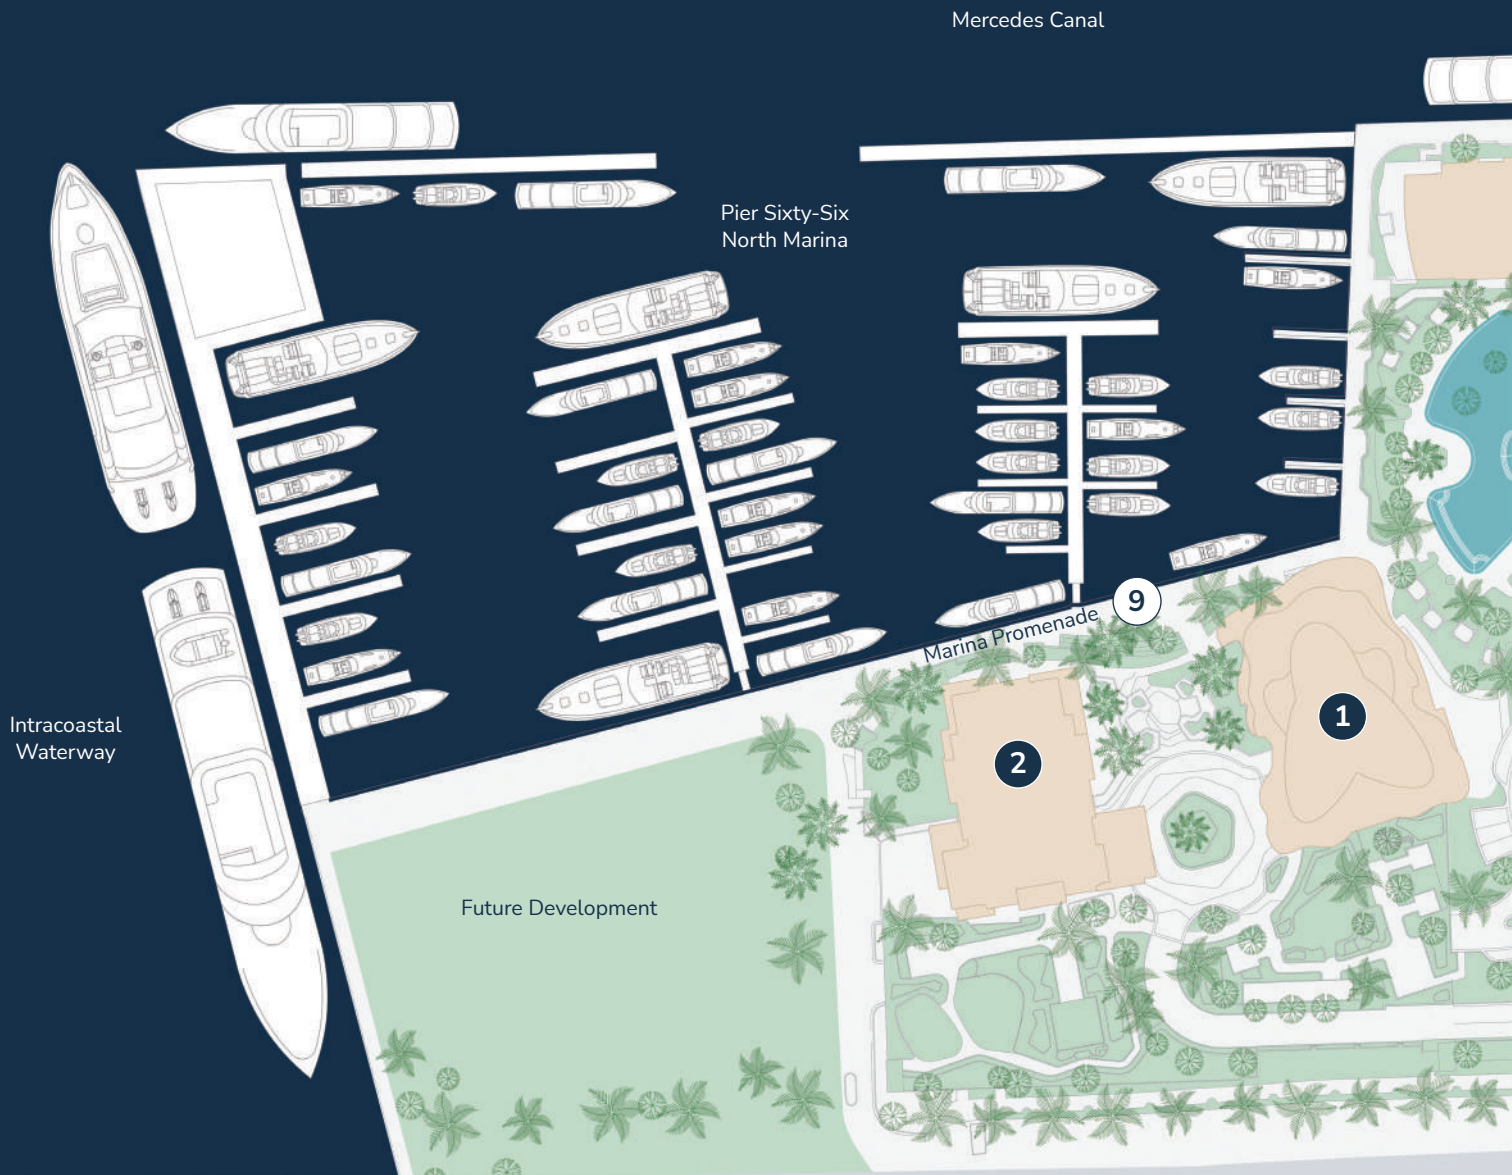 Mercedes Canal
Pier Sixty-Six
North Marina
9
Marina Promenade
1
2
Intracoastal
Waterway
Future Development